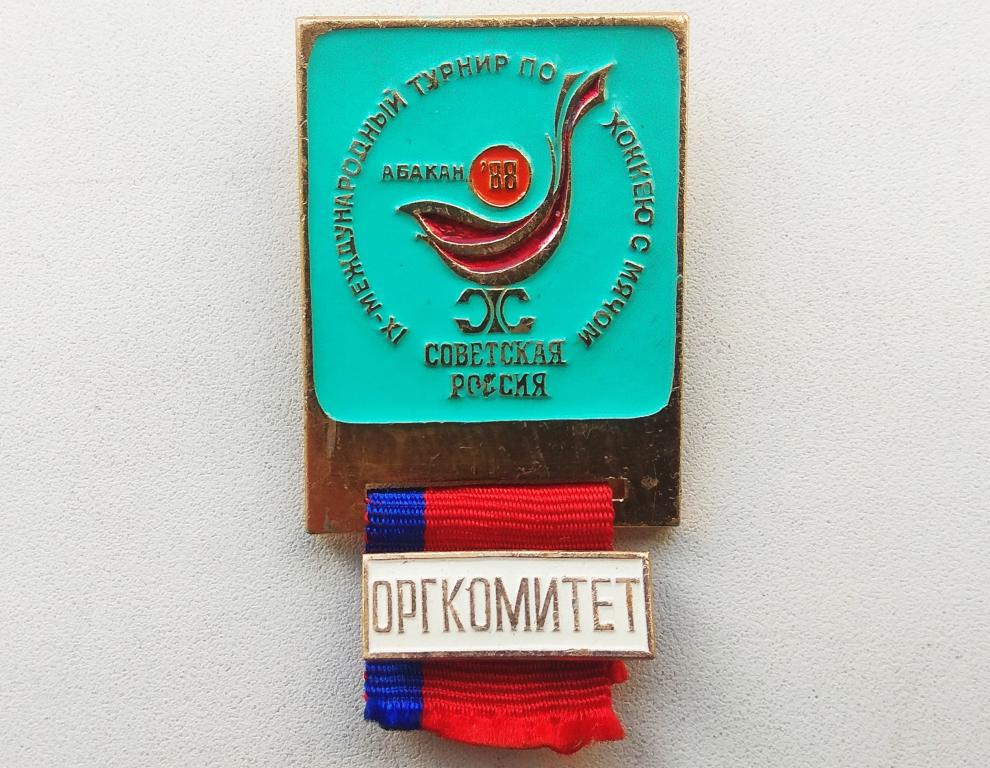 IX-МЕЖДУНАРОДНЫЙ ТУРНИР ПО ХОККЕЮ С МЯЧОМ
АБАКАН '88
СОВЕТСКАЯ
РОССИЯ
ОРГКОМИТЕТ